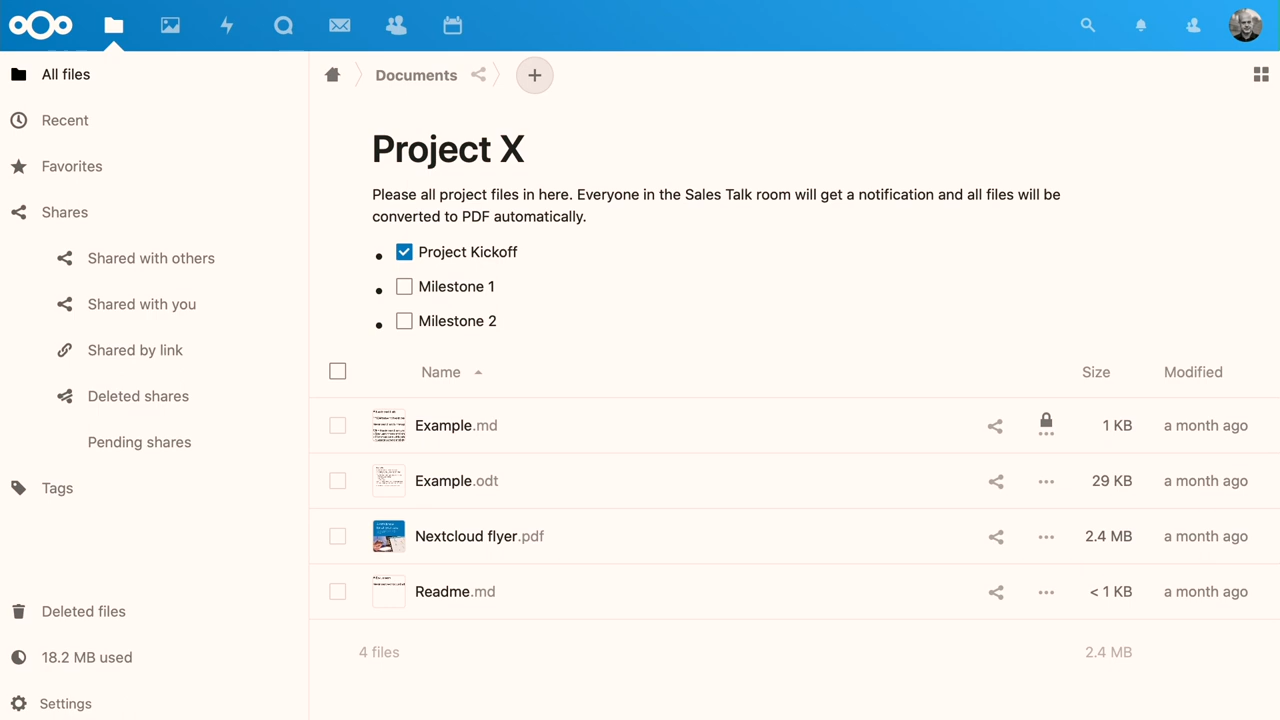 All files
Recent
Favorites
Shares
Shared with others
Shared with you
Shared by link
Deleted shares
Pending shares
Tags
Deleted files
18.2 MB used
Settings
Documents
Project X
Please all project files in here. Everyone in the Sales Talk room will get a notification and all files will be
converted to PDF automatically.
Project Kickoff
Milestone 1
Milestone 2
Name Size Modified
Example.md 1 KB a month ago
Example.odt 29 KB a month ago
Nextcloud flyer.pdf 2.4 MB a month ago
Readme.md < 1 KB a month ago
4 files 2.4 MB